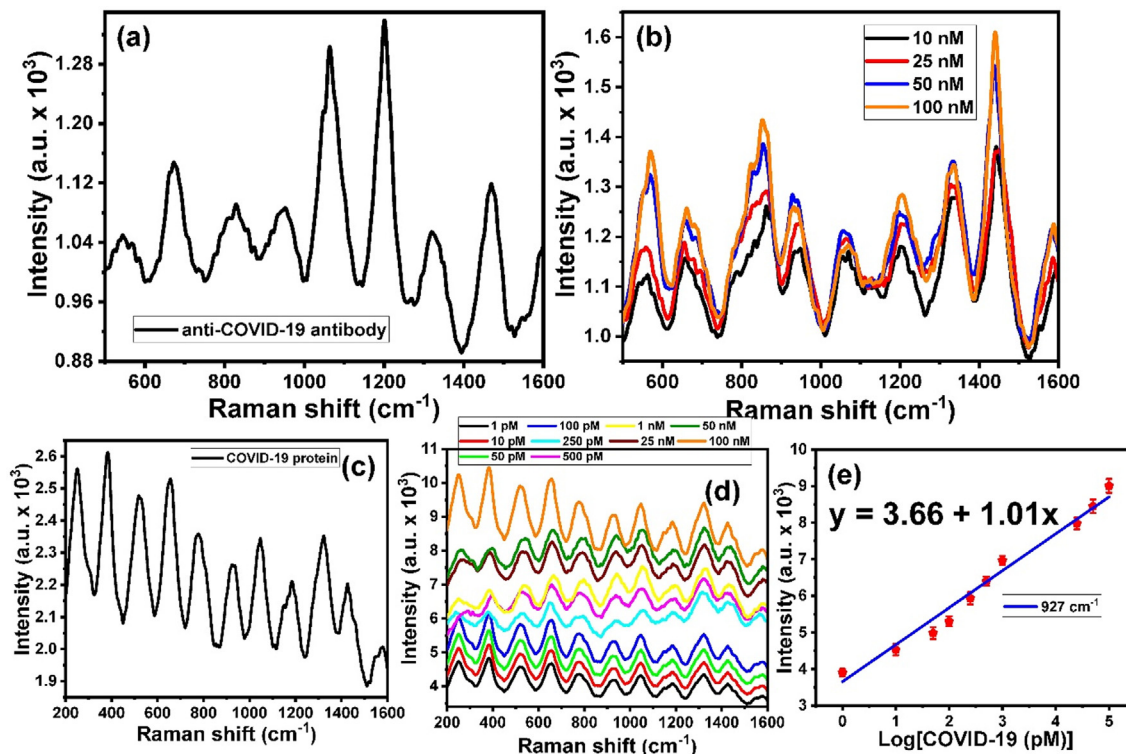 (a)
Intensity (a.u. x 10³)
1.28
1.20
1.12
1.04
0.96
0.88
anti-COVID-19 antibody
600 800 1000 1200 1400 1600
Raman shift (cm⁻¹)
(b)
10 nM
25 nM
50 nM
100 nM
Intensity (a.u. x 10³)
1.6
1.5
1.4
1.3
1.2
1.1
1.0
600 800 1000 1200 1400 1600
Raman shift (cm⁻¹)
COVID-19 protein
(c)
Intensity (a.u. x 10³)
2.6
2.5
2.4
2.3
2.2
2.1
2.0
1.9
200 400 600 800 1000 1200 1400 1600
Raman shift (cm⁻¹)
1 pM 100 pM 1 nM 50 nM
10 pM 250 pM 25 nM 100 nM
50 pM 500 pM
(d)
Intensity (a.u. x 10³)
11
10
9
8
7
6
5
4
200 400 600 800 1000 1200 1400 1600
Raman shift (cm⁻¹)
(e)
y = 3.66 + 1.01x
927 cm⁻¹
Intensity (a.u. x 10³)
10
9
8
7
6
5
4
3
0 1 2 3 4 5
Log[COVID-19 (pM)]